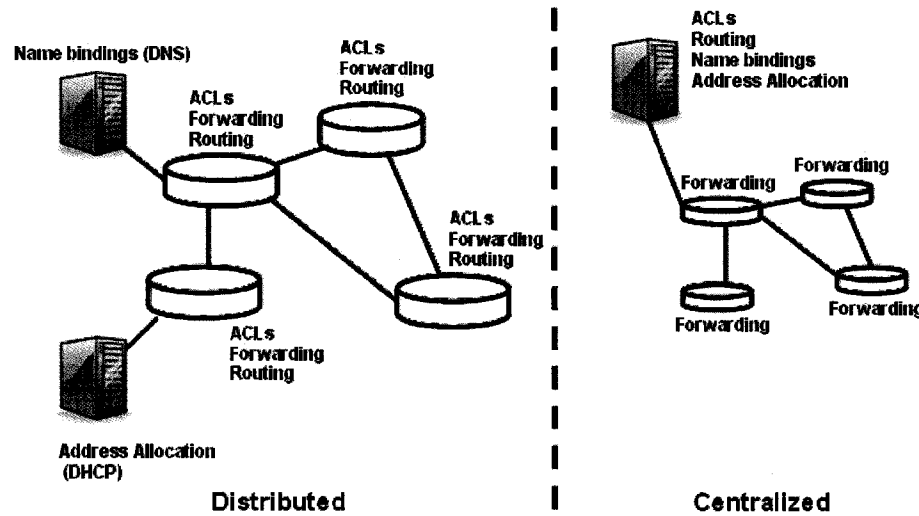 Name bindings (DNS)
ACLs
Forwarding
Routing
ACLs
Forwarding
Routing
ACLs
Forwarding
Routing
ACLs
Forwarding
Routing
Address Allocation
(DHCP)
Distributed
ACLs
Routing
Name bindings
Address Allocation
Forwarding
Forwarding
Forwarding
Forwarding
Centralized